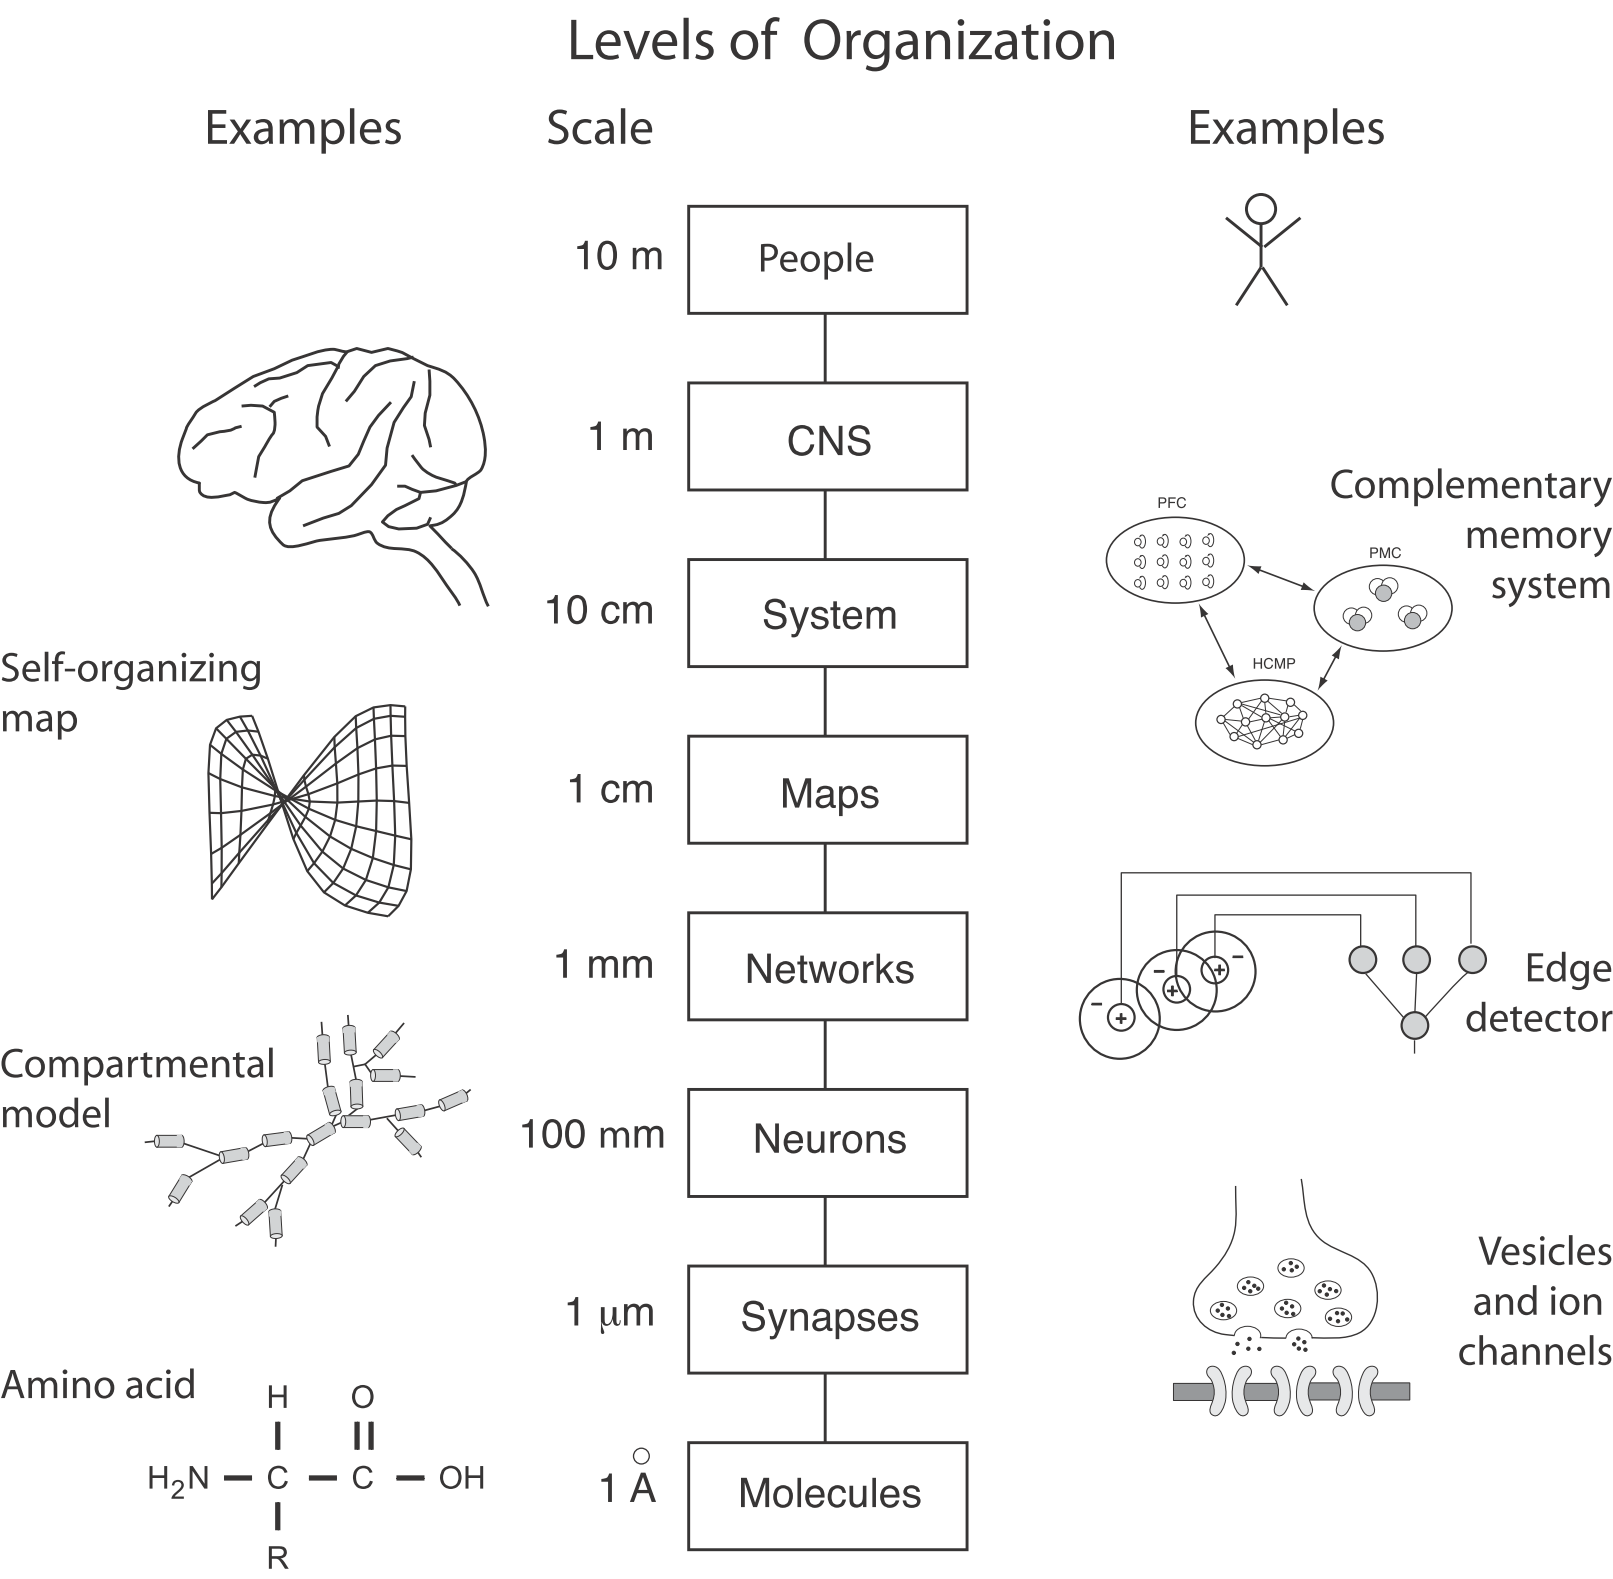 Levels of Organization
Examples
Scale
Examples
10 m
People
1 m
CNS
Complementary
memory
system
PFC
PMC
HCMP
10 cm
System
Self-organizing
map
1 cm
Maps
1 mm
Networks
− + − + + −
Edge
detector
Compartmental
model
100 mm
Neurons
1 μm
Synapses
Vesicles
and ion
channels
Amino acid
H O
H₂N — C — C — OH
R
1 Å
Molecules